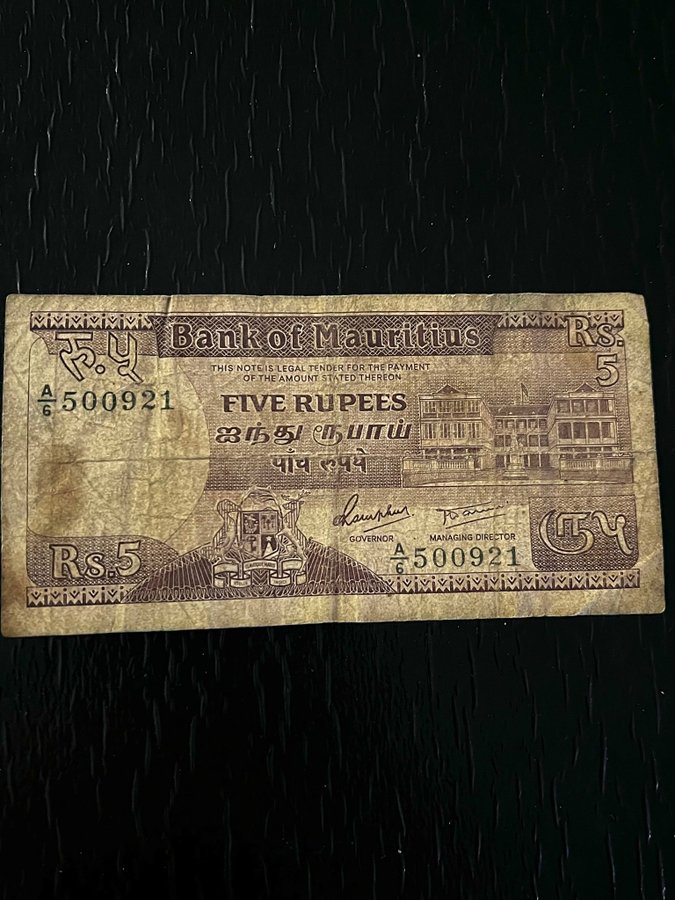 Bank of Mauritius
रु.५
Rs.
5
THIS NOTE IS LEGAL TENDER FOR THE PAYMENT
OF THE AMOUNT STATED THEREON
A/6 500921
FIVE RUPEES
ஐந்து ரூபாய்
पाँच रुपये
GOVERNOR
MANAGING DIRECTOR
Rs.5
A/6 500921
ரூ५